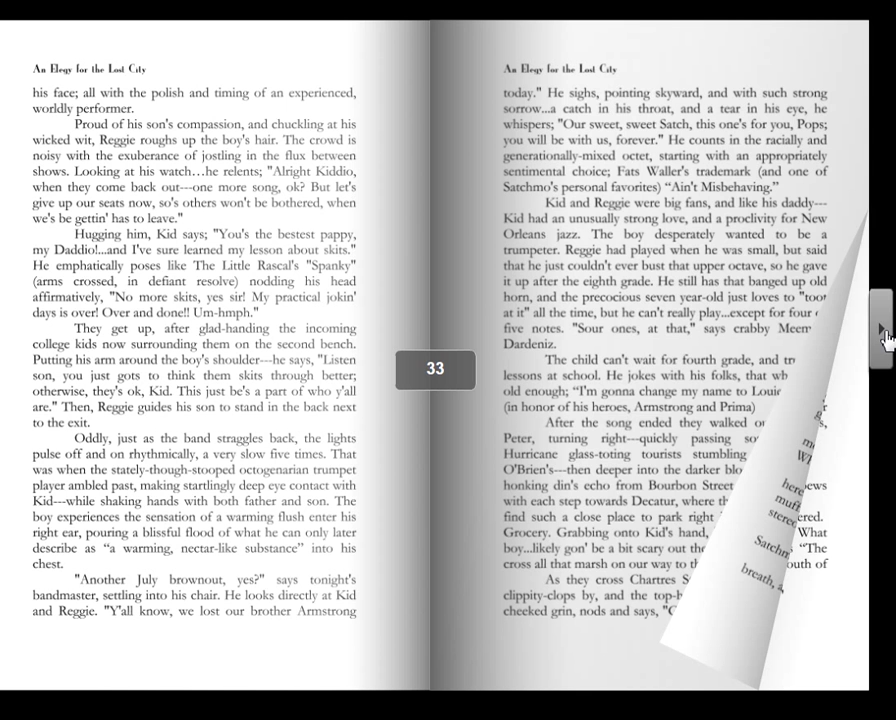 An Elegy for the Lost City
his face; all with the polish and timing of an experienced,
worldly performer.
Proud of his son's compassion, and chuckling at his
wicked wit, Reggie roughs up the boy's hair. The crowd is
noisy with the exuberance of jostling in the flux between
shows. Looking at his watch…he relents; "Alright Kiddio,
when they come back out---one more song, ok? But let's
give up our seats now, so's others won't be bothered, when
we's be gettin' has to leave."
Hugging him, Kid says; "You's the bestest pappy,
my Daddio!...and I've sure learned my lesson about skits."
He emphatically poses like The Little Rascal's "Spanky"
(arms crossed, in defiant resolve) nodding his head
affirmatively, "No more skits, yes sir! My practical jokin'
days is over! Over and done!! Um-hmph."
They get up, after glad-handing the incoming
college kids now surrounding them on the second bench.
Putting his arm around the boy's shoulder---he says, "Listen
son, you just gots to think them skits through better;
otherwise, they's ok, Kid. This just be's a part of who y'all
are." Then, Reggie guides his son to stand in the back next
to the exit.
Oddly, just as the band straggles back, the lights
pulse off and on rhythmically, a very slow five times. That
was when the stately-though-stooped octogenarian trumpet
player ambled past, making startlingly deep eye contact with
Kid---while shaking hands with both father and son. The
boy experiences the sensation of a warming flush enter his
right ear, pouring a blissful flood of what he can only later
describe as “a warming, nectar-like substance” into his
chest.
"Another July brownout, yes?" says tonight's
bandmaster, settling into his chair. He looks directly at Kid
and Reggie. "Y'all know, we lost our brother Armstrong
33
An Elegy for the Lost City
today." He sighs, pointing skyward, and with such strong
sorrow...a catch in his throat, and a tear in his eye, he
whispers; "Our sweet, sweet Satch, this one's for you, Pops;
you will be with us, forever." He counts in the racially and
generationally-mixed octet, starting with an appropriately
sentimental choice; Fats Waller's trademark (and one of
Satchmo's personal favorites) “Ain't Misbehaving.”
Kid and Reggie were big fans, and like his daddy---
Kid had an unusually strong love, and a proclivity for New
Orleans jazz. The boy desperately wanted to be a
trumpeter. Reggie had played when he was small, but said
that he just couldn't ever bust that upper octave, so he gave
it up after the eighth grade. He still has that banged up old
horn, and the precocious seven year-old just loves to "toot
at it" all the time, but he can't really play...except for four
five notes. "Sour ones, at that," says crabby Meem
Dardeniz.
The child can't wait for fourth grade, and
lessons at school. He jokes with his folks, that
old enough; “I'm gonna change my name to
(in honor of his heroes, Armstrong and Prima)
After the song ended they walked
Peter, turning right---quickly passing
Hurricane glass-toting tourists stumbling
O'Brien's---then deeper into the darker
honking din's echo from Bourbon Street
with each step towards Decatur, where
find such a close place to park right
Grocery. Grabbing onto Kid's hand, What
boy...likely gon' be a bit scary out “The
cross all that marsh on our way to
As they cross Chartres
clippity-clops by, and the
cheeked grin, nods and says,
here
Satchm
breath, a